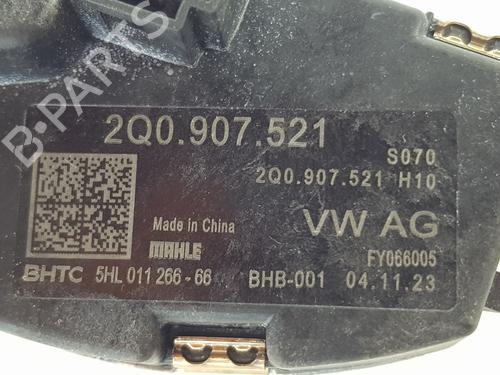 B-PARTS
2Q0.907.521
S070
2Q0.907.521 H10
Made in China
VW AG
MAHLE
FY066005
BHTC 5HL 011 266-66 BHB-001 04.11.23